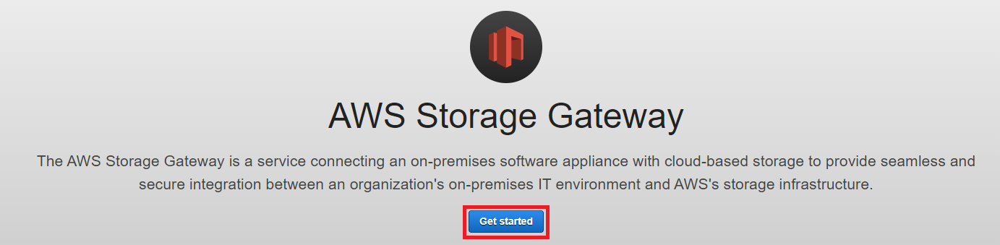 AWS Storage Gateway
The AWS Storage Gateway is a service connecting an on-premises software appliance with cloud-based storage to provide seamless and
secure integration between an organization's on-premises IT environment and AWS's storage infrastructure.
Get started